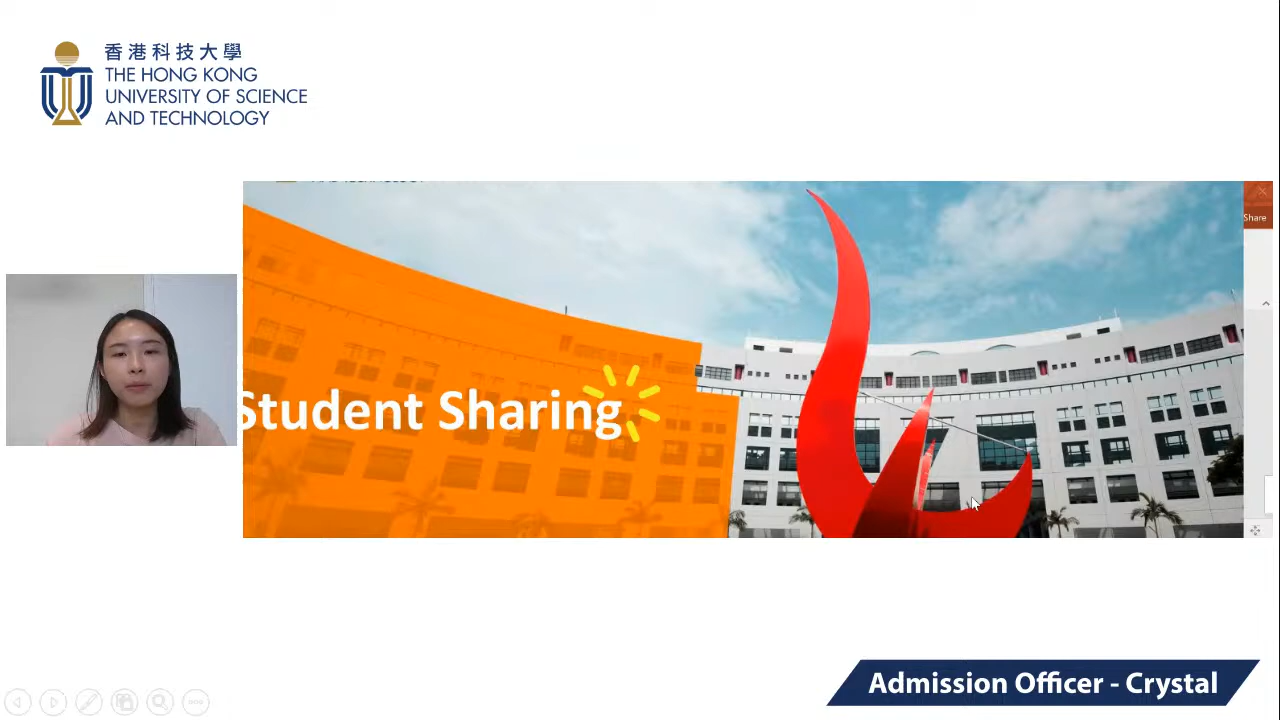 香港科技大學
THE HONG KONG
UNIVERSITY OF SCIENCE
AND TECHNOLOGY
Share
Student Sharing
Admission Officer - Crystal